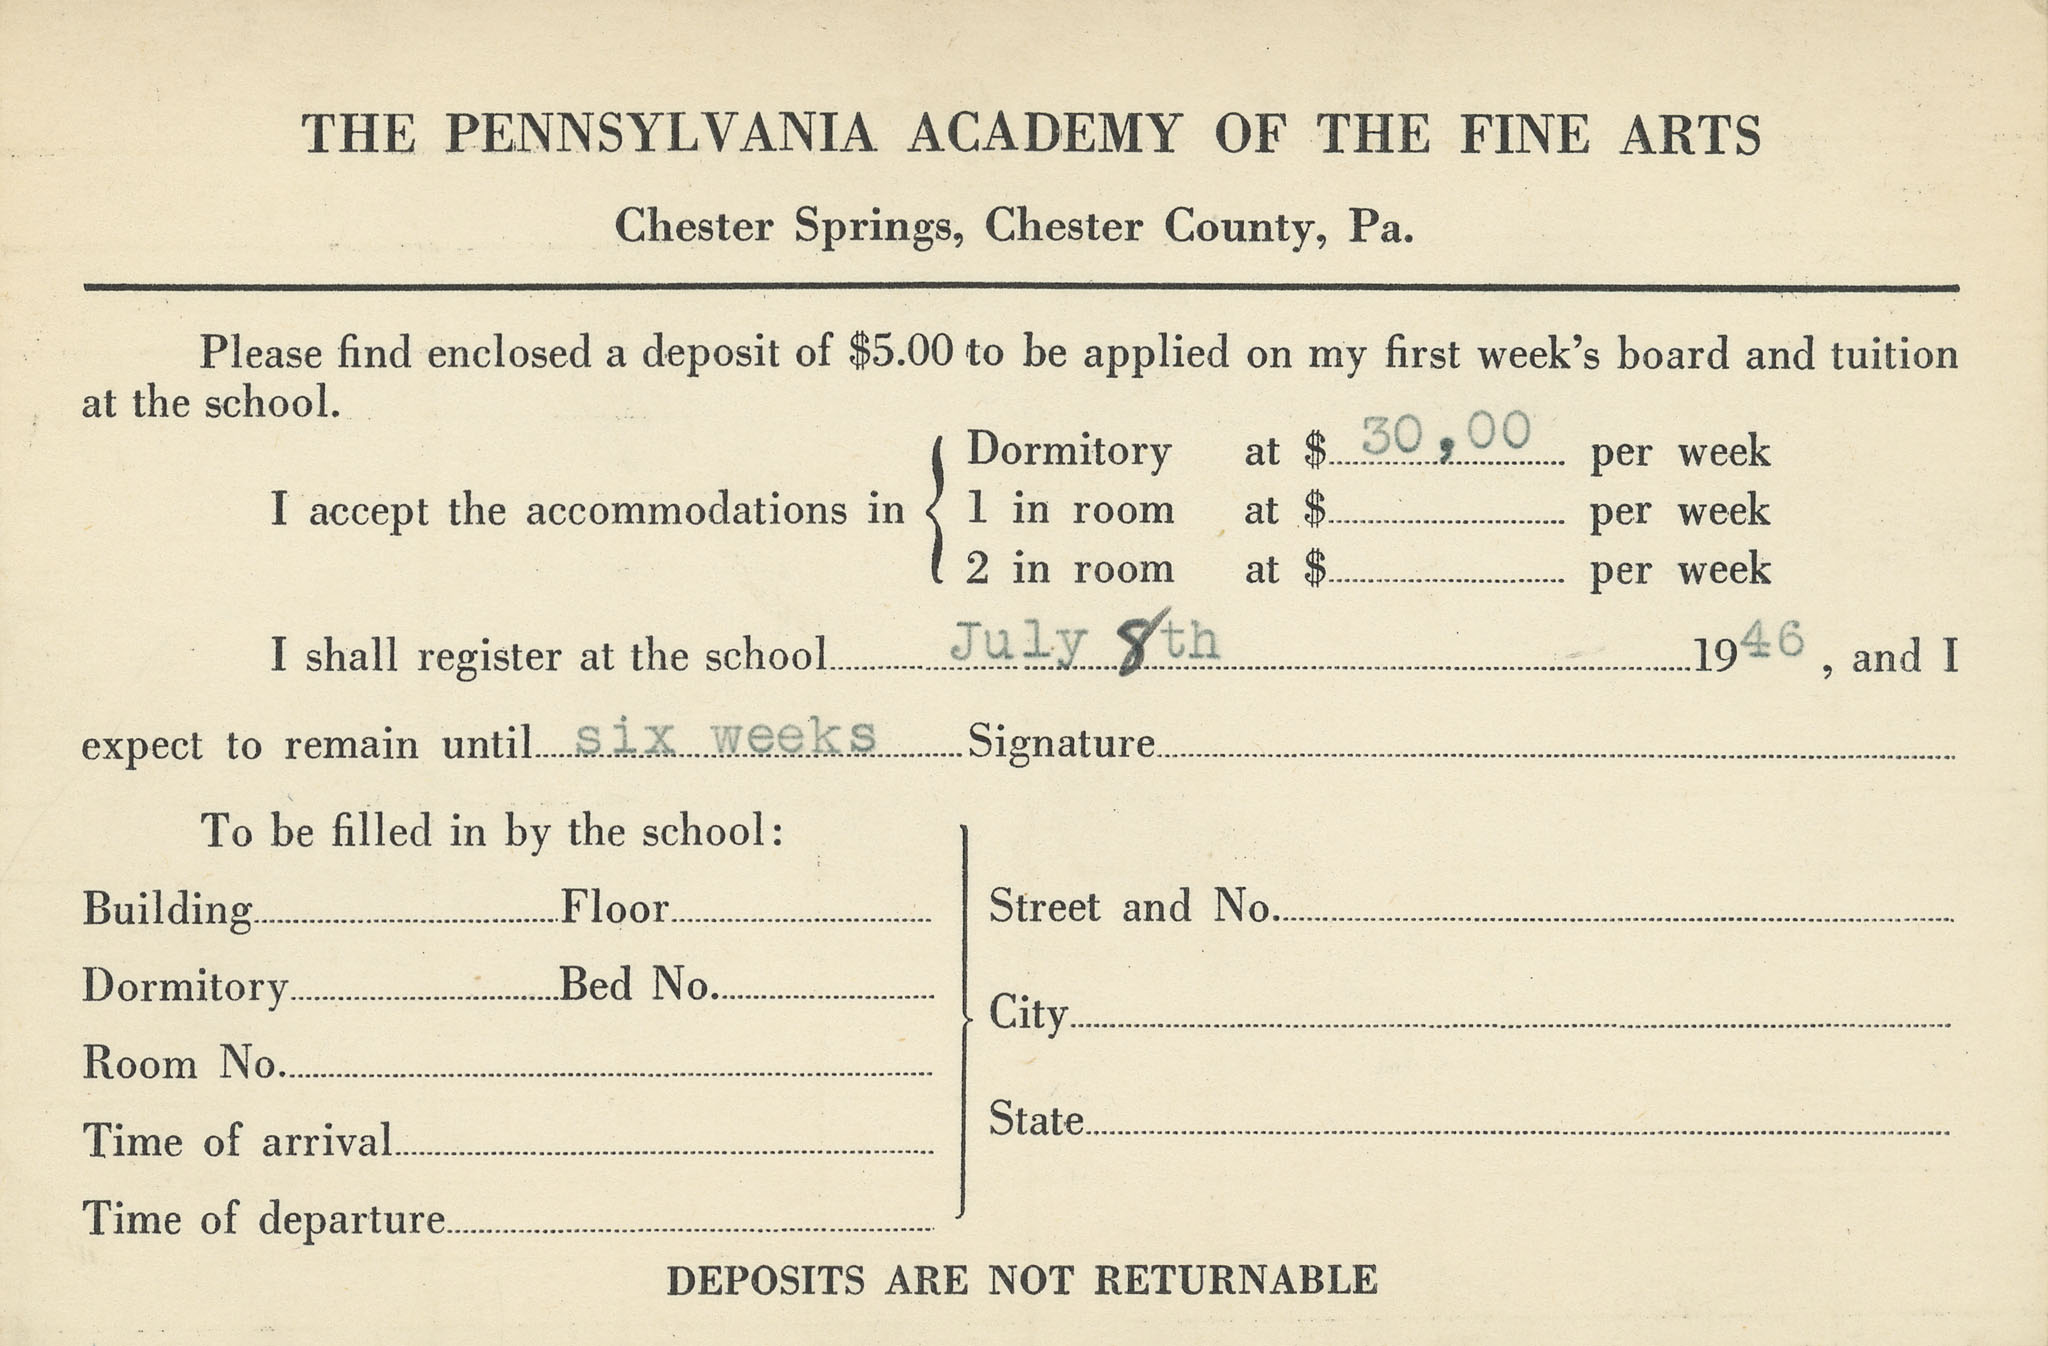 THE PENNSYLVANIA ACADEMY OF THE FINE ARTS
Chester Springs, Chester County, Pa.
Please find enclosed a deposit of $5.00 to be applied on my first week's board and tuition
at the school.
Dormitory at $ 30,00 per week
I accept the accommodations in { 1 in room at $ per week
2 in room at $ per week
I shall register at the school July 8th 1946, and I
expect to remain until six weeks Signature
To be filled in by the school:
Building Floor
Dormitory Bed No.
Room No.
Time of arrival
Time of departure
Street and No.
City
State
DEPOSITS ARE NOT RETURNABLE